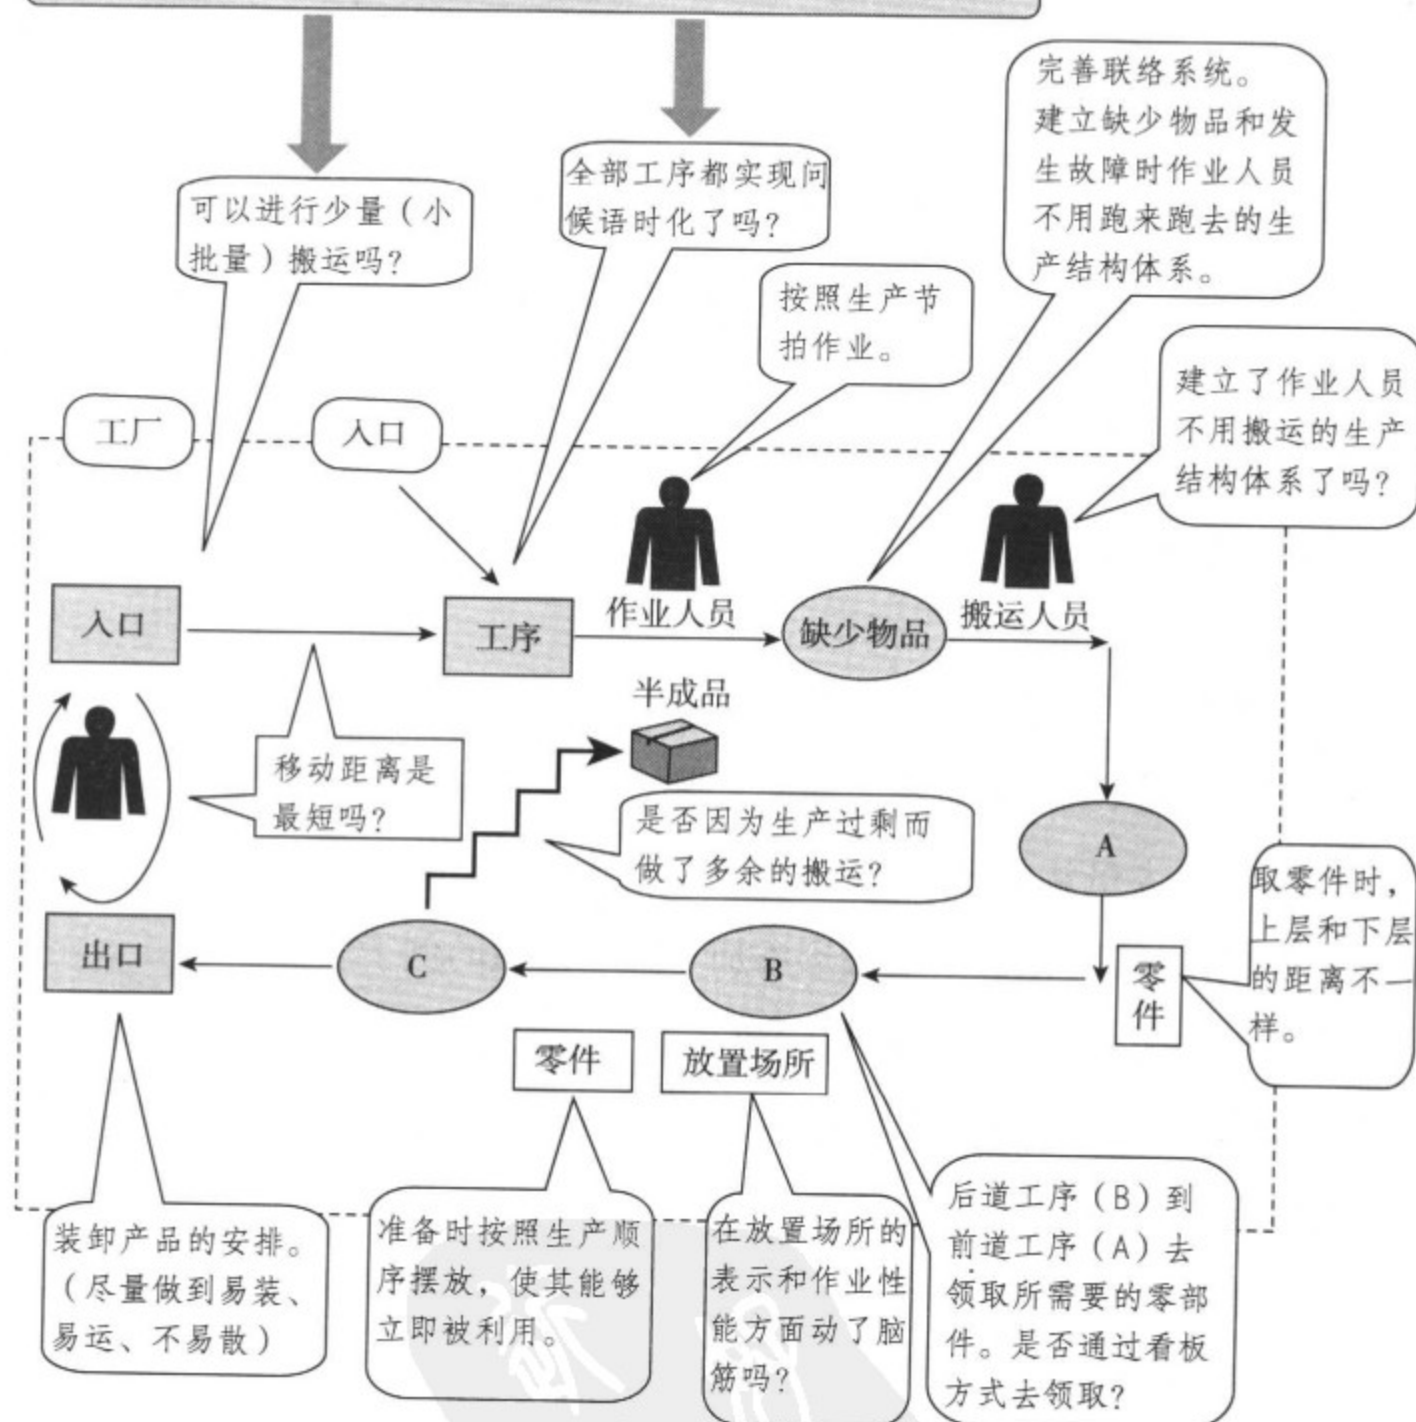 完善联络系统。
建立缺少物品和发
生故障时作业人员
不用跑来跑去的生
产结构体系。
全部工序都实现问
候语时化了吗?
可以进行少量(小
批量)搬运吗?
按照生产节
拍作业。
建立了作业人员
不用搬运的生产
结构体系了吗?
工厂
入口
入口
工序
作业人员
缺少物品
搬运人员
半成品
移动距离是
最短吗?
是否因为生产过剩而
做了多余的搬运?
A
取零件时,
上层和下层
的距离不一
样。
出口
C
B
零
件
零件
放置场所
装卸产品的安排。
(尽量做到易装、
易运、不易散)
准备时按照生产顺
序摆放,使其能够
立即被利用。
在放置场所的
表示和作业性
能方面动了脑
筋吗?
后道工序(B)到
前道工序(A)去
领取所需要的零部
件。是否通过看板
方式去领取?